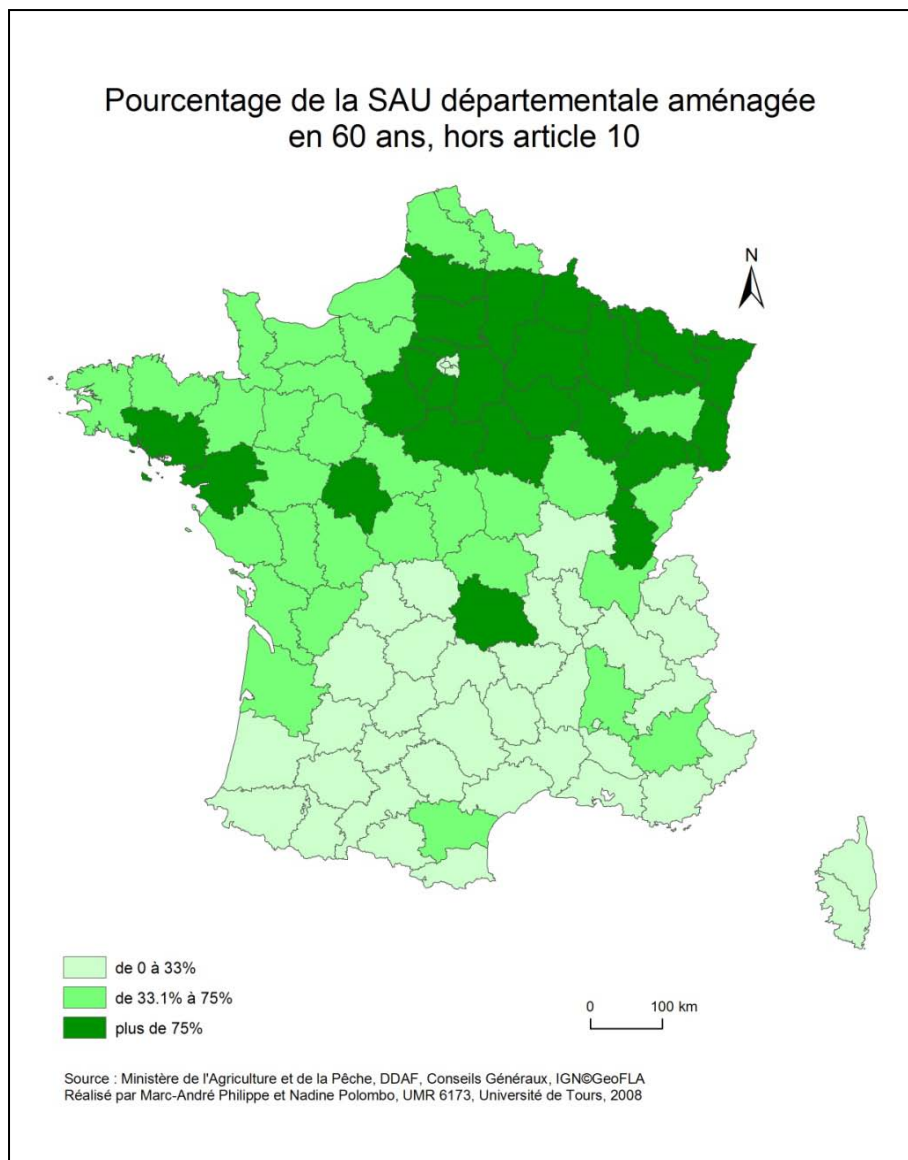 Pourcentage de la SAU départementale aménagée
en 60 ans, hors article 10
N
de 0 à 33%
de 33.1% à 75%
plus de 75%
0 100 km
Source : Ministère de l'Agriculture et de la Pêche, DDAF, Conseils Généraux, IGN©GeoFLA
Réalisé par Marc-André Philippe et Nadine Polombo, UMR 6173, Université de Tours, 2008